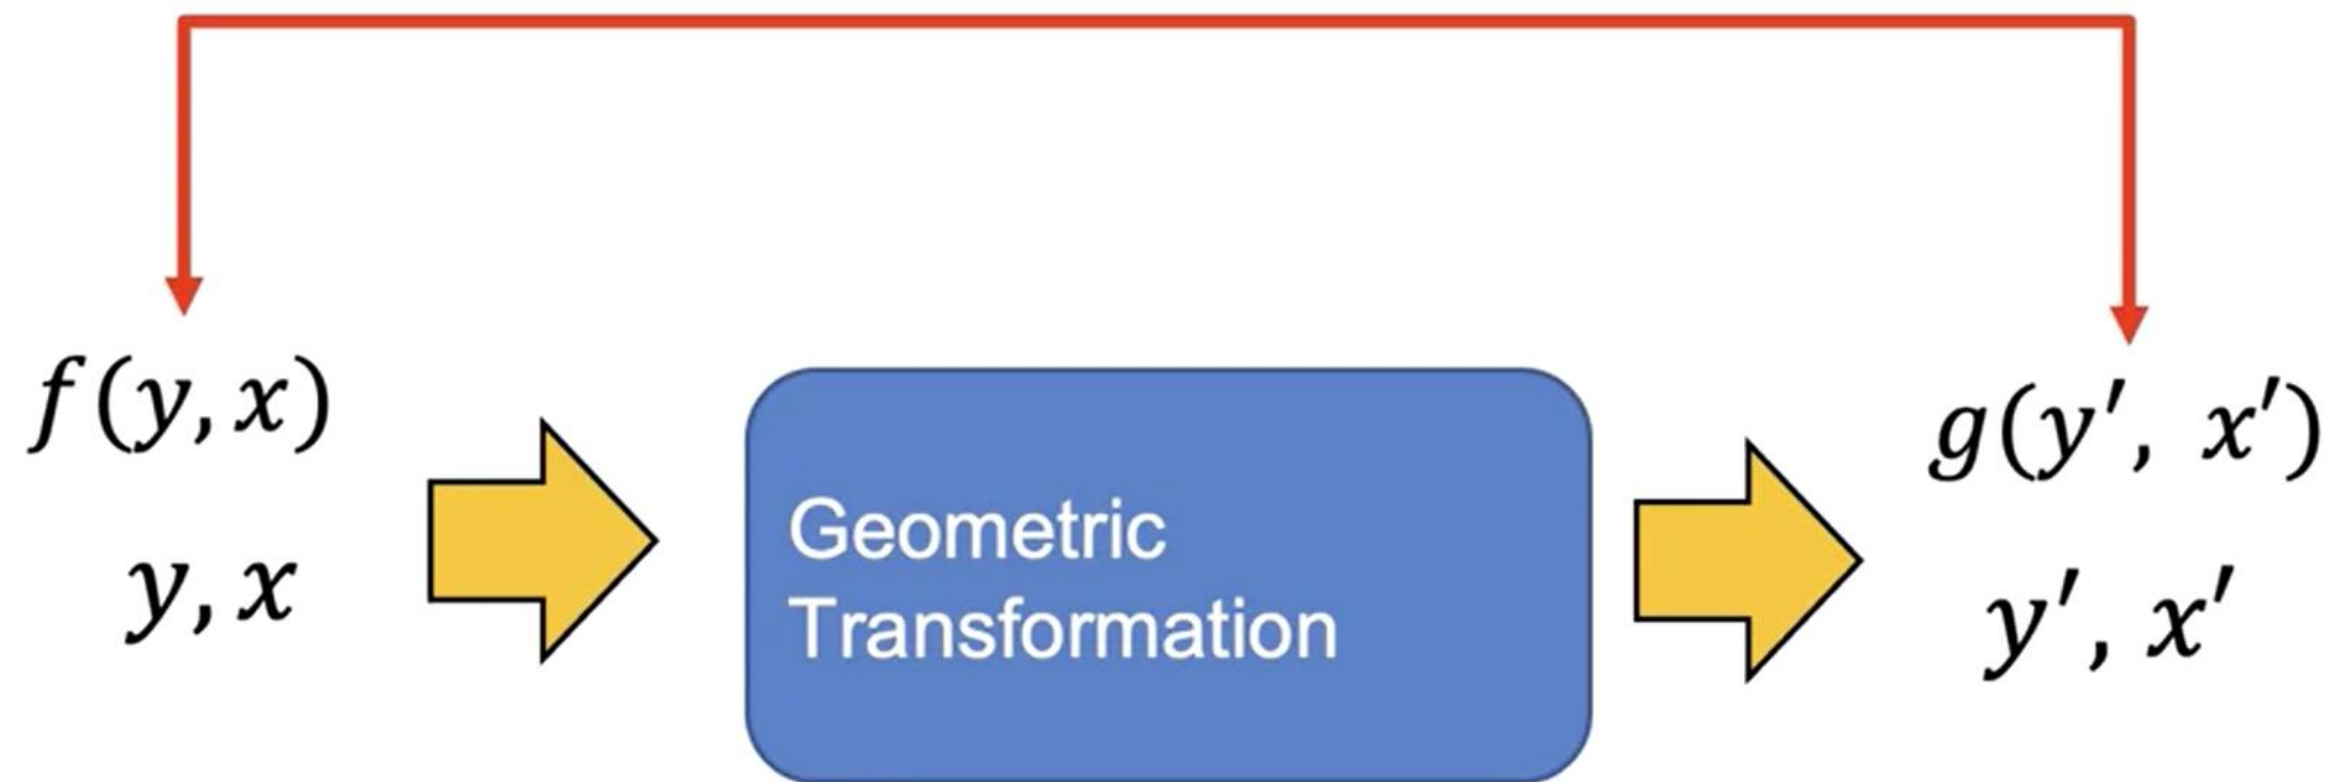 f(y, x)
y, x
Geometric
Transformation
g(y′, x′)
y′, x′